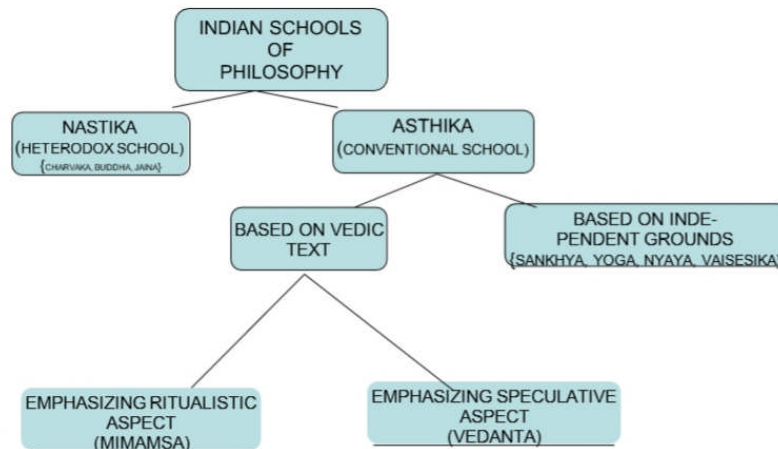 INDIAN SCHOOLS
OF
PHILOSOPHY
NASTIKA
(HETERODOX SCHOOL)
{CHARVAKA, BUDDHA, JAINA}
ASTHIKA
(CONVENTIONAL SCHOOL)
BASED ON VEDIC
TEXT
BASED ON INDE-
PENDENT GROUNDS
{SANKHYA, YOGA, NYAYA, VAISESIKA}
EMPHASIZING RITUALISTIC
ASPECT
(MIMAMSA)
EMPHASIZING SPECULATIVE
ASPECT
(VEDANTA)